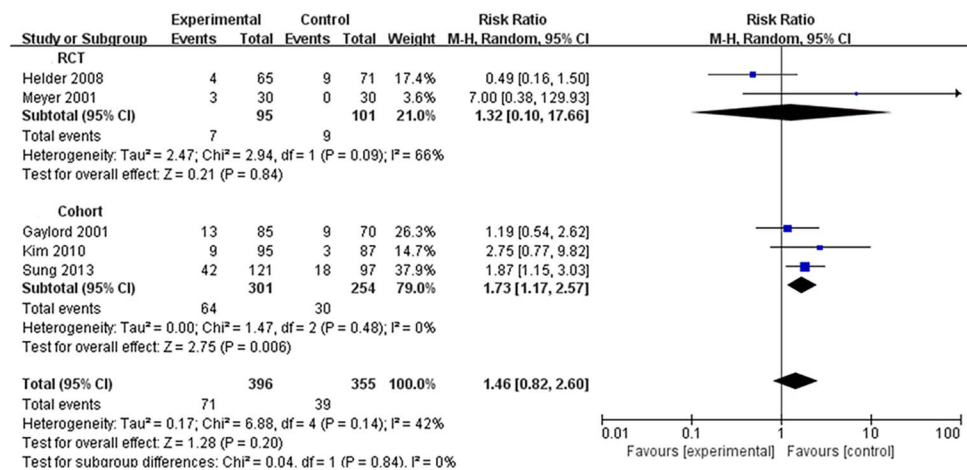 Experimental Control Risk Ratio Risk Ratio
Study or Subgroup Events Total Events Total Weight M-H, Random, 95% CI M-H, Random, 95% CI
RCT
Helder 2008 4 65 9 71 17.4% 0.49 [0.16, 1.50]
Meyer 2001 3 30 0 30 3.6% 7.00 [0.38, 129.93]
Subtotal (95% CI) 95 101 21.0% 1.32 [0.10, 17.66]
Total events 7 9
Heterogeneity: Tau² = 2.47; Chi² = 2.94, df = 1 (P = 0.09); I² = 66%
Test for overall effect: Z = 0.21 (P = 0.84)
Cohort
Gaylord 2001 13 85 9 70 26.3% 1.19 [0.54, 2.62]
Kim 2010 9 95 3 87 14.7% 2.75 [0.77, 9.82]
Sung 2013 42 121 18 97 37.9% 1.87 [1.15, 3.03]
Subtotal (95% CI) 301 254 79.0% 1.73 [1.17, 2.57]
Total events 64 30
Heterogeneity: Tau² = 0.00; Chi² = 1.47, df = 2 (P = 0.48); I² = 0%
Test for overall effect: Z = 2.75 (P = 0.006)
Total (95% CI) 396 355 100.0% 1.46 [0.82, 2.60]
Total events 71 39
Heterogeneity: Tau² = 0.17; Chi² = 6.88, df = 4 (P = 0.14); I² = 42%
Test for overall effect: Z = 1.28 (P = 0.20)
Test for subgroup differences: Chi² = 0.04, df = 1 (P = 0.84), I² = 0%
0.01 0.1 1 10 100
Favours [experimental] Favours [control]